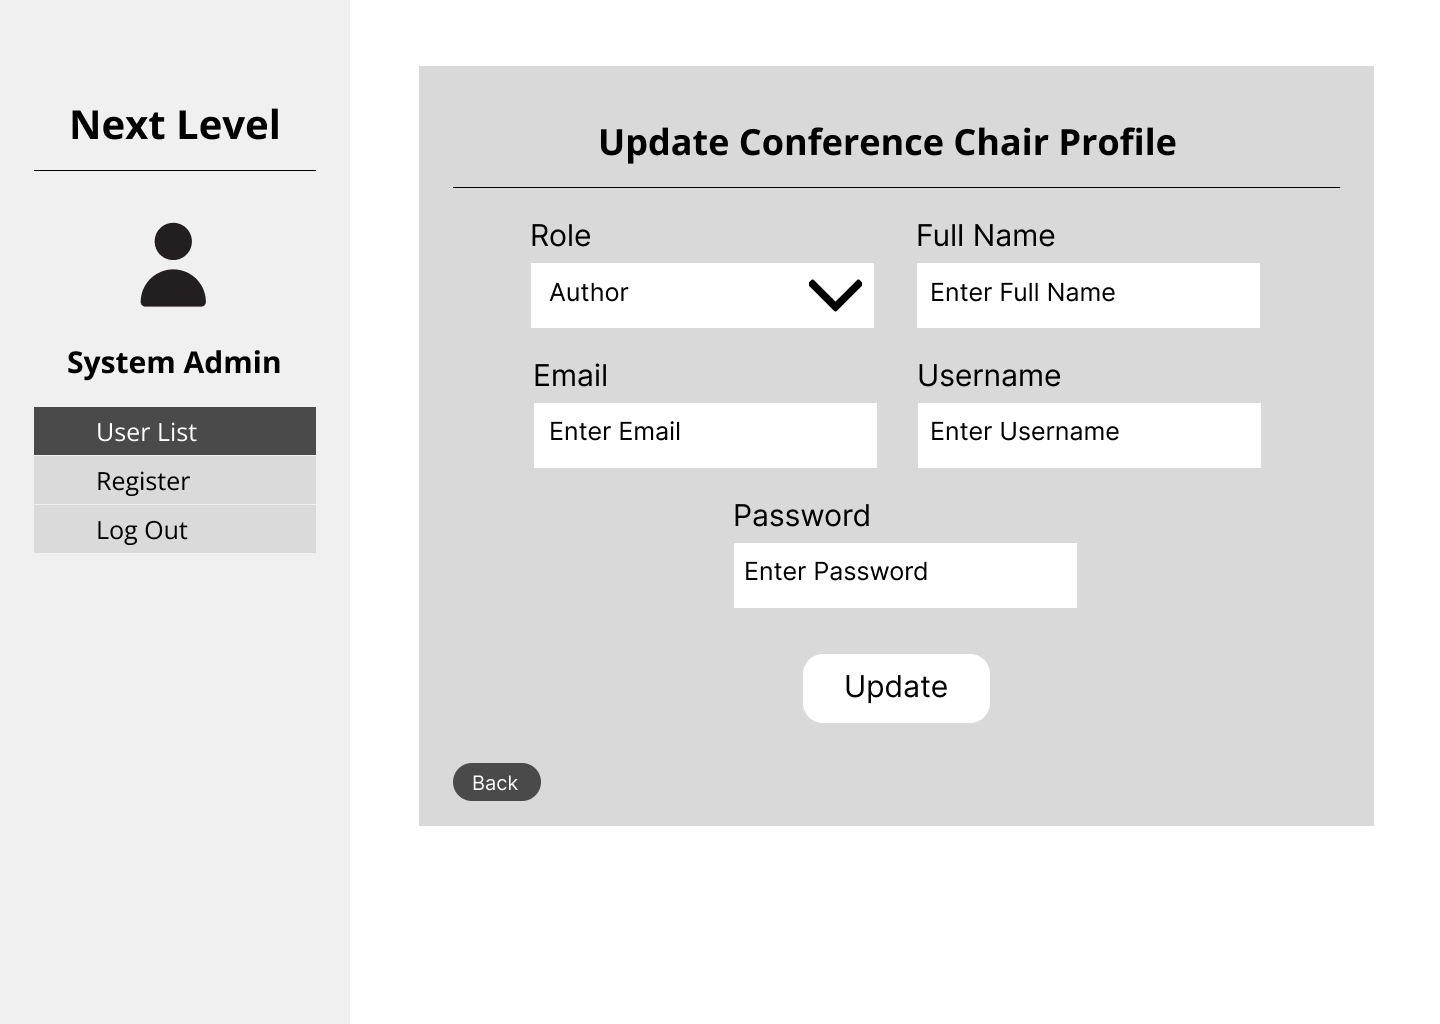 Next Level
System Admin
User List
Register
Log Out
Update Conference Chair Profile
Role
Full Name
Author
Enter Full Name
Email
Username
Enter Email
Enter Username
Password
Enter Password
Update
Back